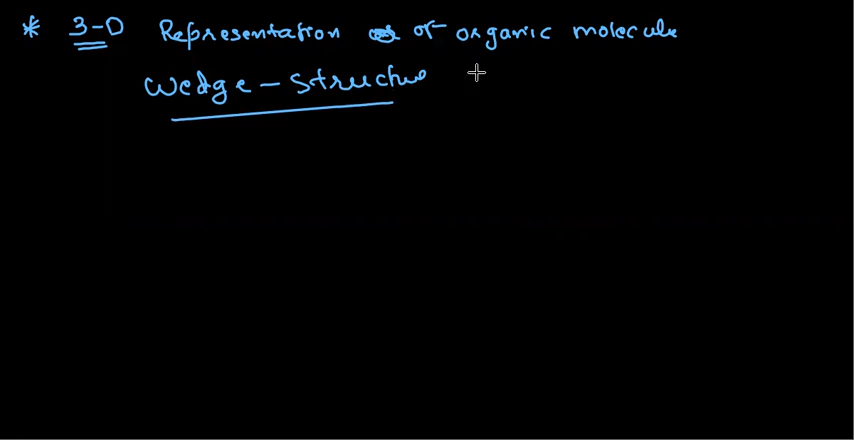 * 3-D Representation of organic molecule
Wedge - Structure